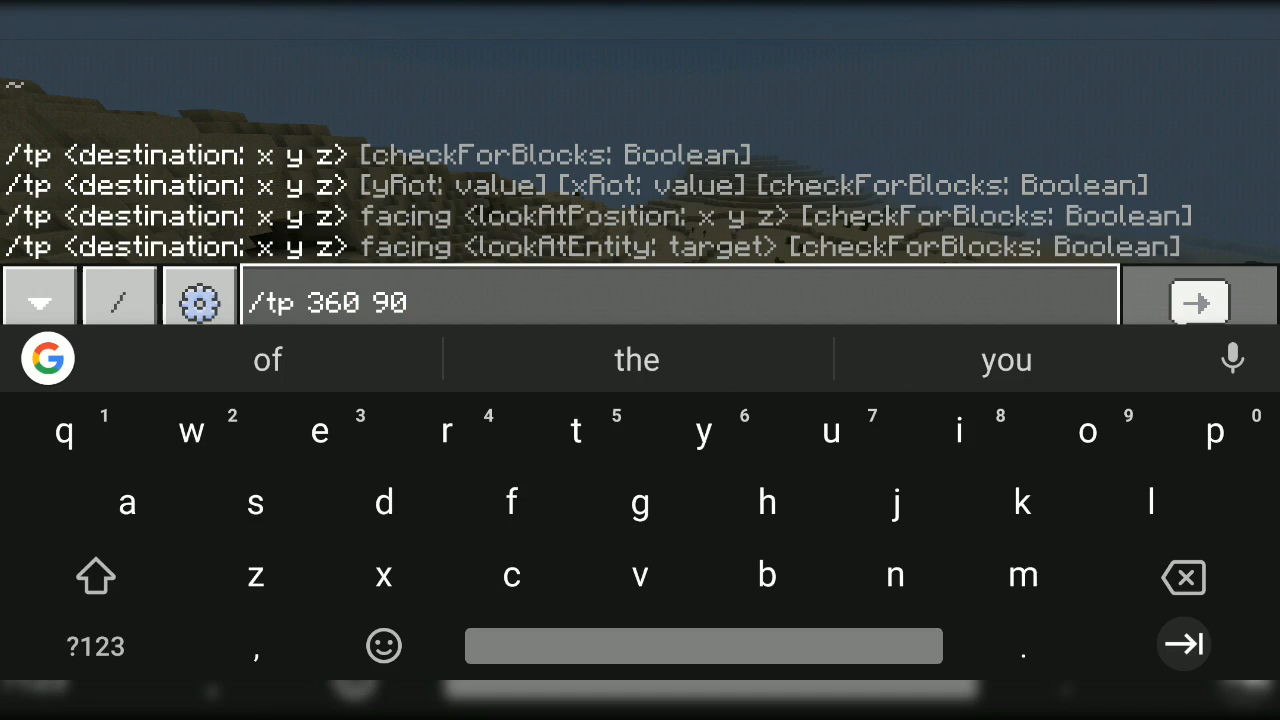 ~
/tp <destination: x y z> [checkForBlocks: Boolean]
/tp <destination: x y z> [yRot: value] [xRot: value] [checkForBlocks: Boolean]
/tp <destination: x y z> facing <lookAtPosition: x y z> [checkForBlocks: Boolean]
/tp <destination: x y z> facing <lookAtEntity: target> [checkForBlocks: Boolean]
/ /tp 360 90
G of the you
q 1 w 2 e 3 r 4 t 5 y 6 u 7 i 8 o 9 p 0
a s d f g h j k l
z x c v b n m
?123 , .